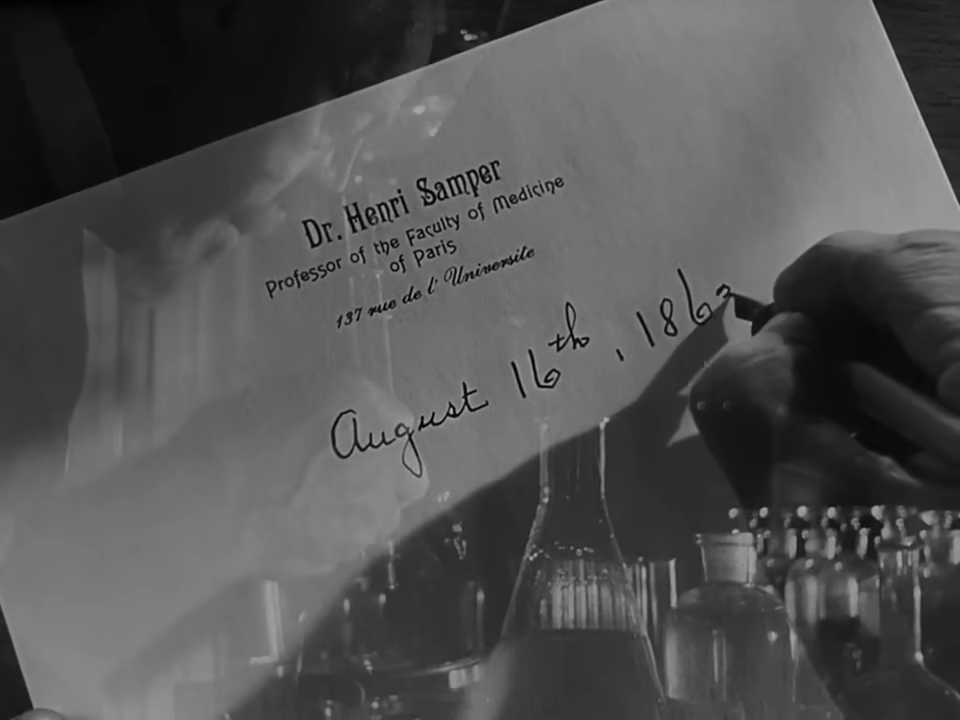 Dr. Henri Samper
Professor of the Faculty of Medicine
of Paris
137 rue de l' Universite
August 16th, 186